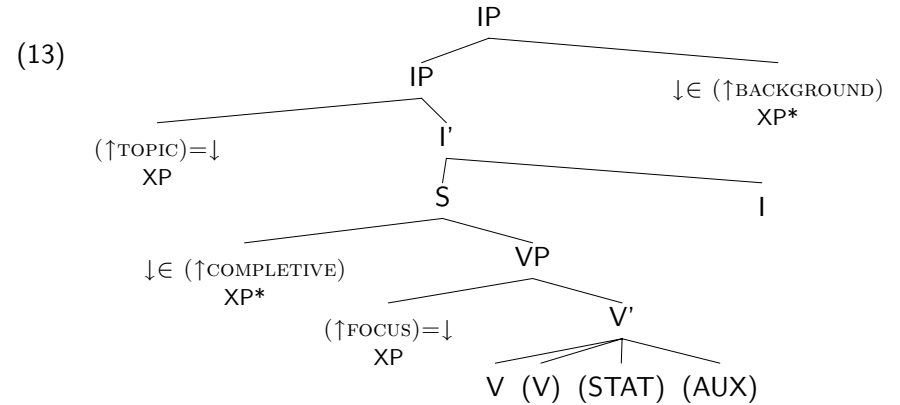 IP
(13)
IP
↓∈ (↑BACKGROUND)
XP*
(↑TOPIC)=↓
XP
I'
S
I
↓∈ (↑COMPLETIVE)
XP*
VP
(↑FOCUS)=↓
XP
V'
V (V) (STAT) (AUX)